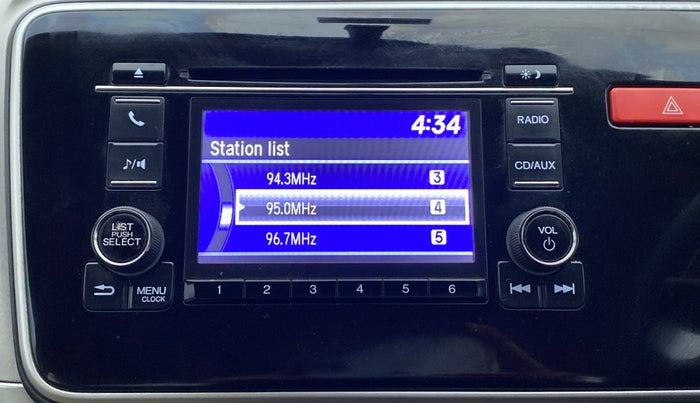 4:34
Station list
94.3MHz 3
95.0MHz 4
96.7MHz 5
RADIO
CD/AUX
LIST
PUSH
SELECT
VOL
MENU
CLOCK
1 2 3 4 5 6